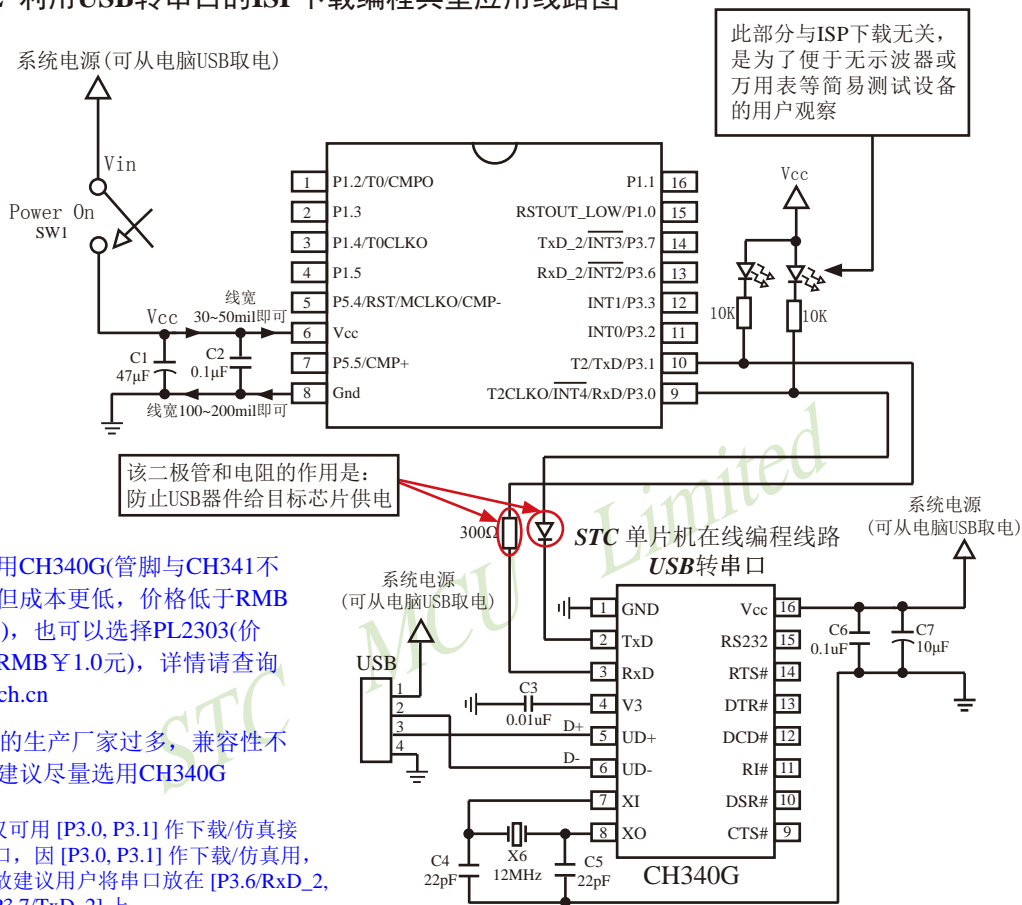 利用USB转串口的ISP下载编程典型应用线路图
系统电源(可从电脑USB取电)
此部分与ISP下载无关，
是为了便于无示波器或
万用表等简易测试设备
的用户观察
Vin
Power On
SW1
Vcc
线宽
30~50mil即可
C1
47μF
C2
0.1μF
线宽100~200mil即可
1 P1.2/T0/CMPO
2 P1.3
3 P1.4/T0CLKO
4 P1.5
5 P5.4/RST/MCLKO/CMP-
6 Vcc
7 P5.5/CMP+
8 Gnd
P1.1 16
RSTOUT_LOW/P1.0 15
TxD_2/INT3/P3.7 14
RxD_2/INT2/P3.6 13
INT1/P3.3 12
INT0/P3.2 11
T2/TxD/P3.1 10
T2CLKO/INT4/RxD/P3.0 9
Vcc
10K
10K
该二极管和电阻的作用是：
防止USB器件给目标芯片供电
300Ω
STC MCU Limited
STC 单片机在线编程线路
USB转串口
系统电源
(可从电脑USB取电)
用CH340G(管脚与CH341不
但成本更低，价格低于RMB
)，也可以选择PL2303(价
RMB￥1.0元)，详情请查询
ch.cn
的生产厂家过多，兼容性不
建议尽量选用CH340G
可用 [P3.0, P3.1] 作下载/仿真接
口，因 [P3.0, P3.1] 作下载/仿真用，
故建议用户将串口放在 [P3.6/RxD_2,
系统电源
(可从电脑USB取电)
USB
1
2
3
4
D+
D-
C3
0.01uF
1 GND
2 TxD
3 RxD
4 V3
5 UD+
6 UD-
7 XI
8 XO
Vcc 16
RS232 15
RTS# 14
DTR# 13
DCD# 12
RI# 11
DSR# 10
CTS# 9
CH340G
C6
0.1uF
C7
10μF
C4
22pF
X6
12MHz
C5
22pF